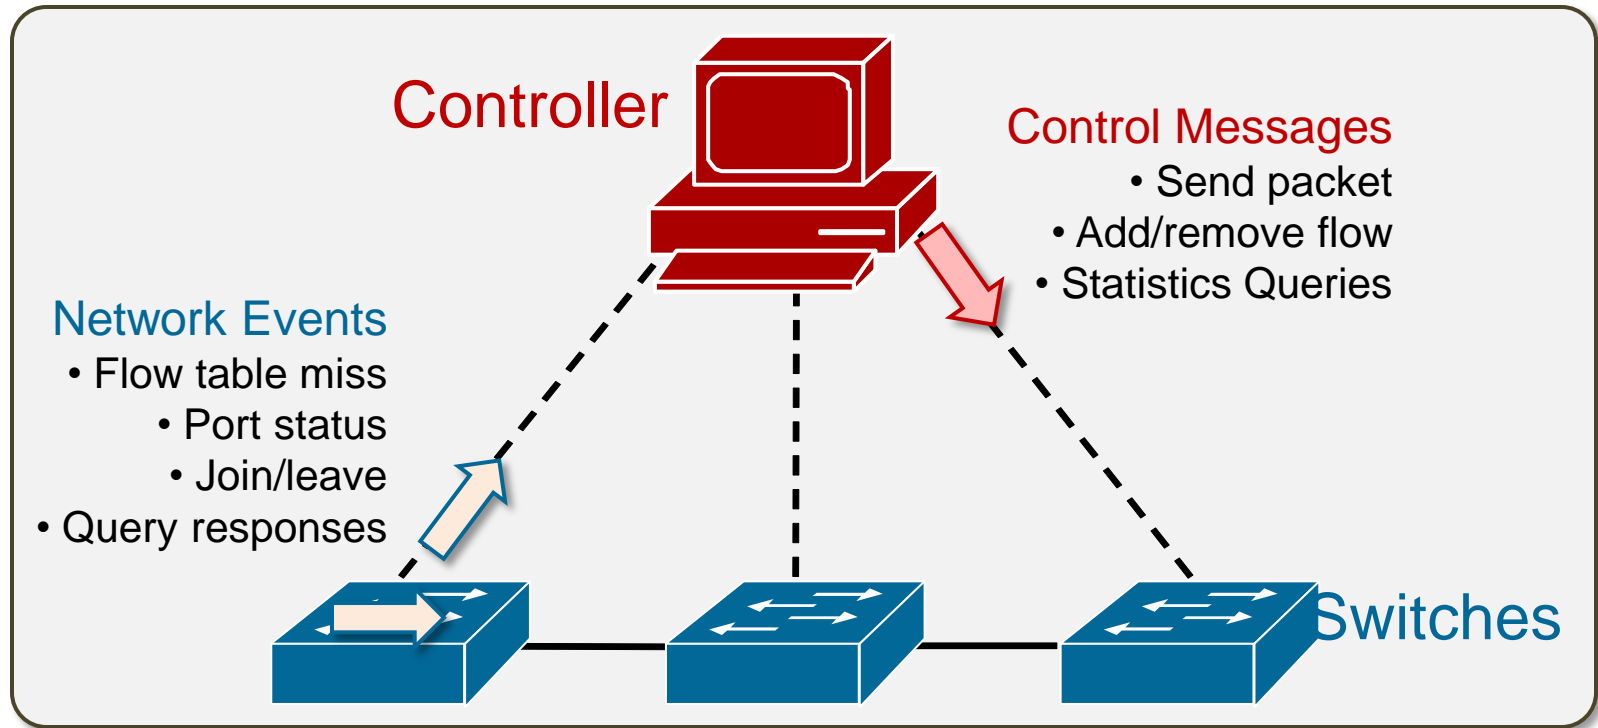 Controller
Control Messages
• Send packet
• Add/remove flow
• Statistics Queries
Network Events
• Flow table miss
• Port status
• Join/leave
• Query responses
Switches